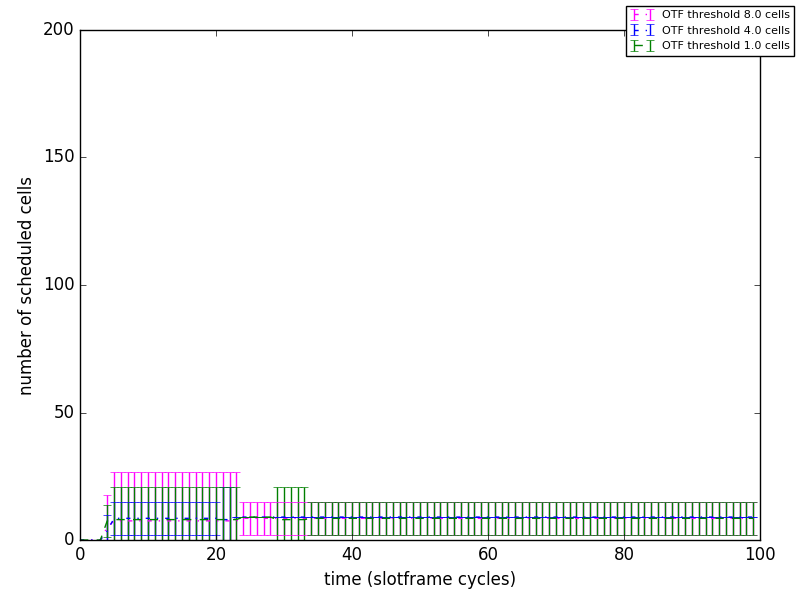 OTF threshold 8.0 cells
OTF threshold 4.0 cells
OTF threshold 1.0 cells
200
150
100
50
0
number of scheduled cells
0 20 40 60 80 100
time (slotframe cycles)